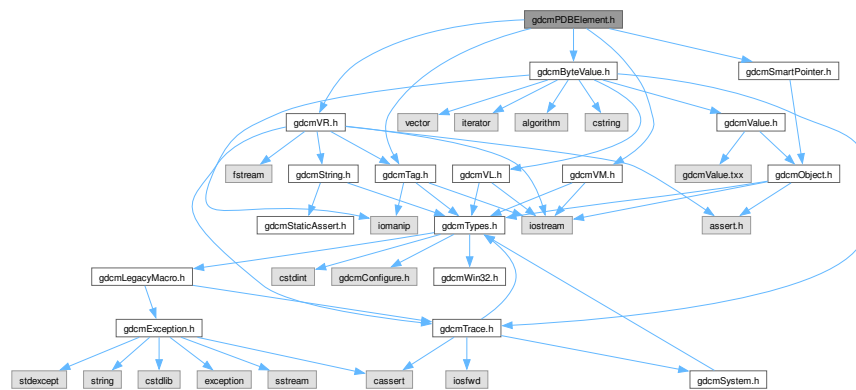 gdcmPDBElement.h
gdcmByteValue.h
gdcmSmartPointer.h
gdcmVR.h
vector
iterator
algorithm
cstring
gdcmValue.h
fstream
gdcmString.h
gdcmTag.h
gdcmVL.h
gdcmVM.h
gdcmValue.txx
gdcmObject.h
gdcmStaticAssert.h
iomanip
gdcmTypes.h
iostream
assert.h
gdcmLegacyMacro.h
cstdint
gdcmConfigure.h
gdcmWin32.h
gdcmException.h
gdcmTrace.h
stdexcept
string
cstdlib
exception
sstream
cassert
iosfwd
gdcmSystem.h